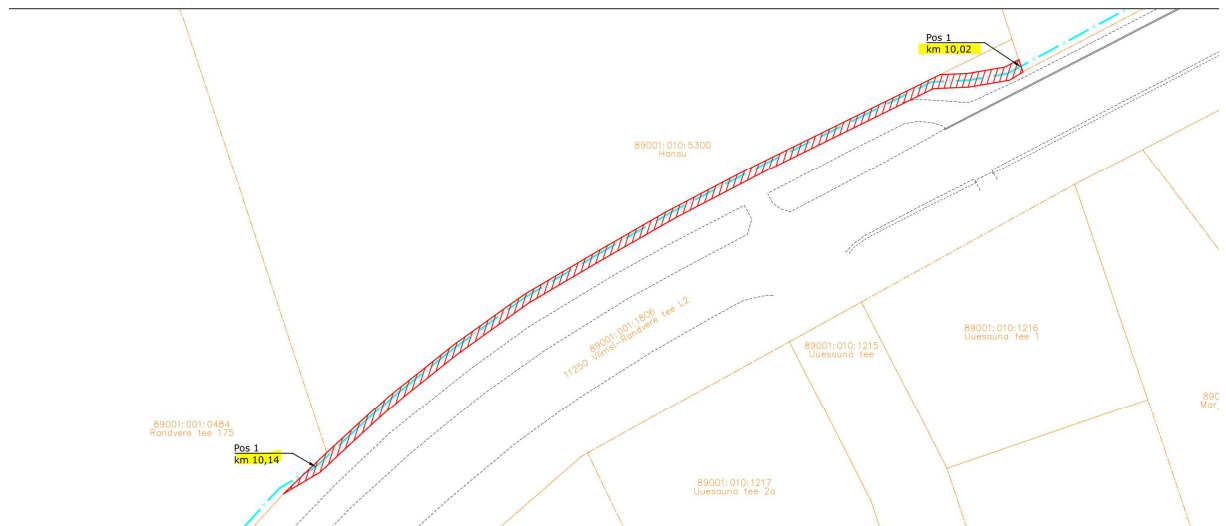 Pos 1
km 10,02
89001:010:5300
Hansu
89001:001:1806
11250 Viimsi-Randvere tee L2
89001:010:1216
Uuesauna tee 1
89001:010:1215
Uuesauna tee
890
Mar
89001:001:0484
Randvere tee 175
Pos 1
km 10,14
89001:010:1217
Uuesauna tee 2a